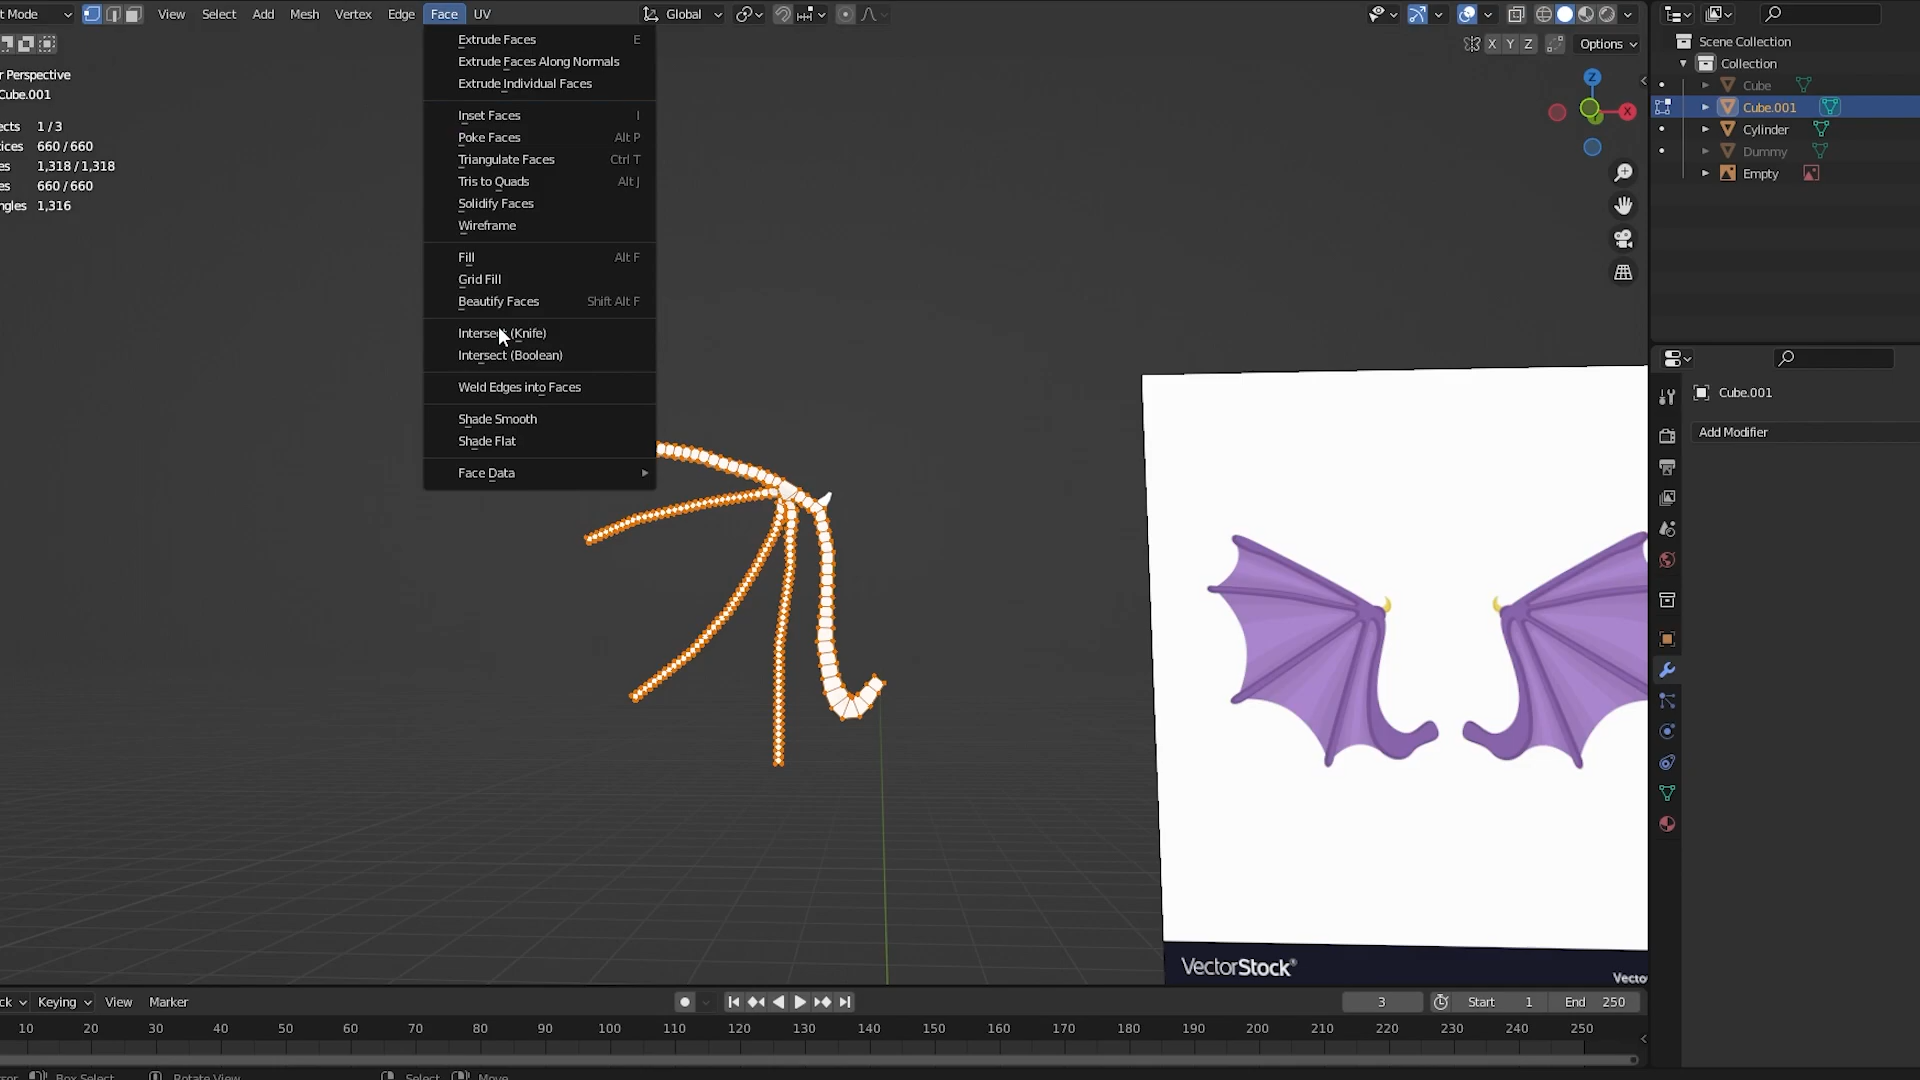 t Mode View Select Add Mesh Vertex Edge Face UV Global
X Y Z Options
r Perspective
Cube.001
ects 1 / 3
tices 660 / 660
es 1,318 / 1,318
es 660 / 660
ngles 1,316
Extrude Faces E
Extrude Faces Along Normals
Extrude Individual Faces
Inset Faces I
Poke Faces Alt P
Triangulate Faces Ctrl T
Tris to Quads Alt J
Solidify Faces
Wireframe
Fill Alt F
Grid Fill
Beautify Faces Shift Alt F
Intersect (Knife)
Intersect (Boolean)
Weld Edges into Faces
Shade Smooth
Shade Flat
Face Data
Z
X
Y
Scene Collection
Collection
Cube
Cube.001
Cylinder
Dummy
Empty
Cube.001
Add Modifier
VectorStock®
Vecto
ck Keying View Marker
3 Start 1 End 250
10 20 30 40 50 60 70 80 90 100 110 120 130 140 150 160 170 180 190 200 210 220 230 240 250
rsor Box Select Rotate View Select Move